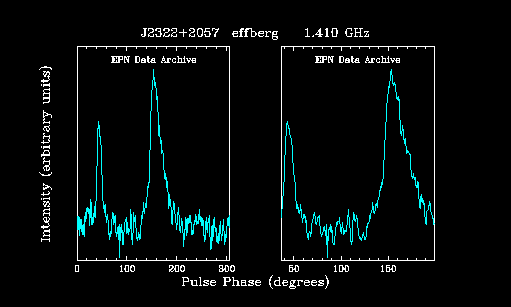 J2322+2057 effberg 1.410 GHz
EPN Data Archive
EPN Data Archive
Intensity (arbitrary units)
0 100 200 300
50 100 150
Pulse Phase (degrees)